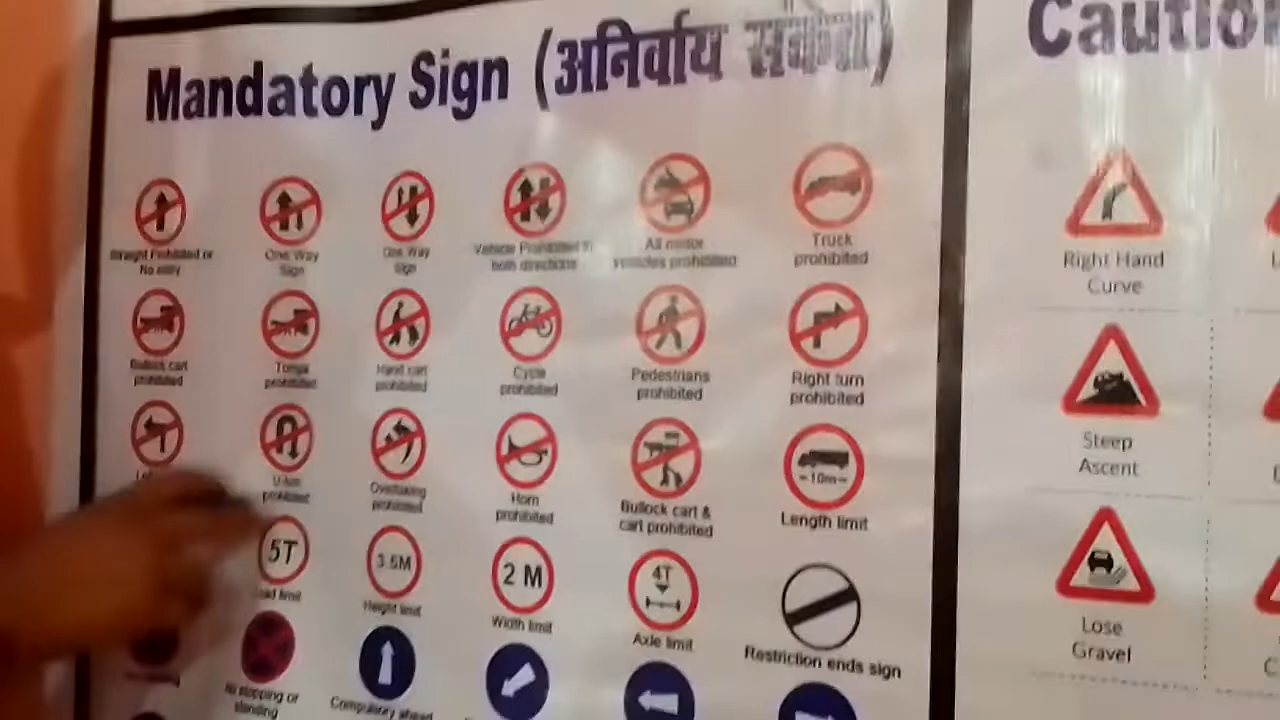 Mandatory Sign (अनिर्वाय संकेत)
Cautio
Straight Prohibited or
No entry
One Way
Sign
One Way
Sign
Vehicle Prohibited in
both directions
All motor
vehicles prohibited
Truck
prohibited
Right Hand
Curve
Bullock cart
prohibited
Tonga
prohibited
Hand cart
prohibited
Cycle
prohibited
Pedestrians
prohibited
Right turn
prohibited
Steep
Ascent
U-turn
prohibited
Overtaking
prohibited
Horn
prohibited
Bullock cart &
cart prohibited
~10m~
Length limit
5T
limit
3.5M
Height limit
2 M
Width limit
4T
Axle limit
Restriction ends sign
Lose
Gravel
No stopping or
standing
Compulsory ahead